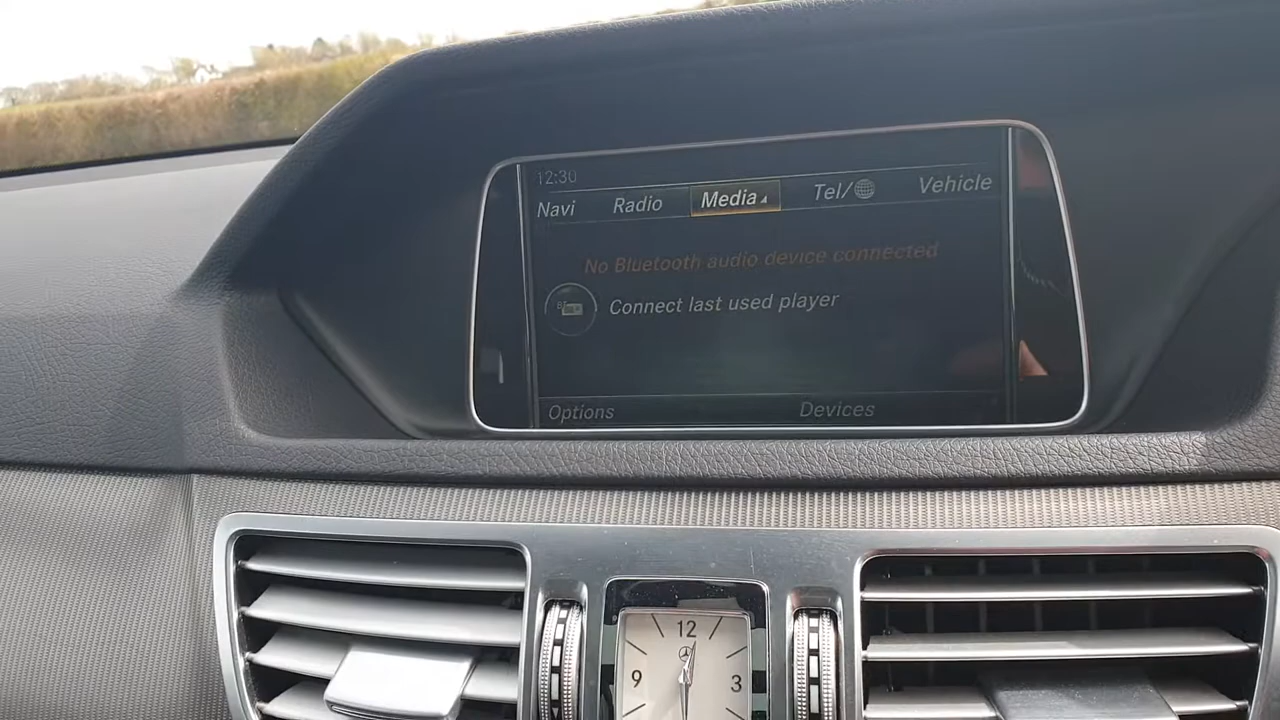 12:30
Navi Radio Media Tel/ Vehicle
No Bluetooth audio device connected
Connect last used player
Options Devices
12
9 3